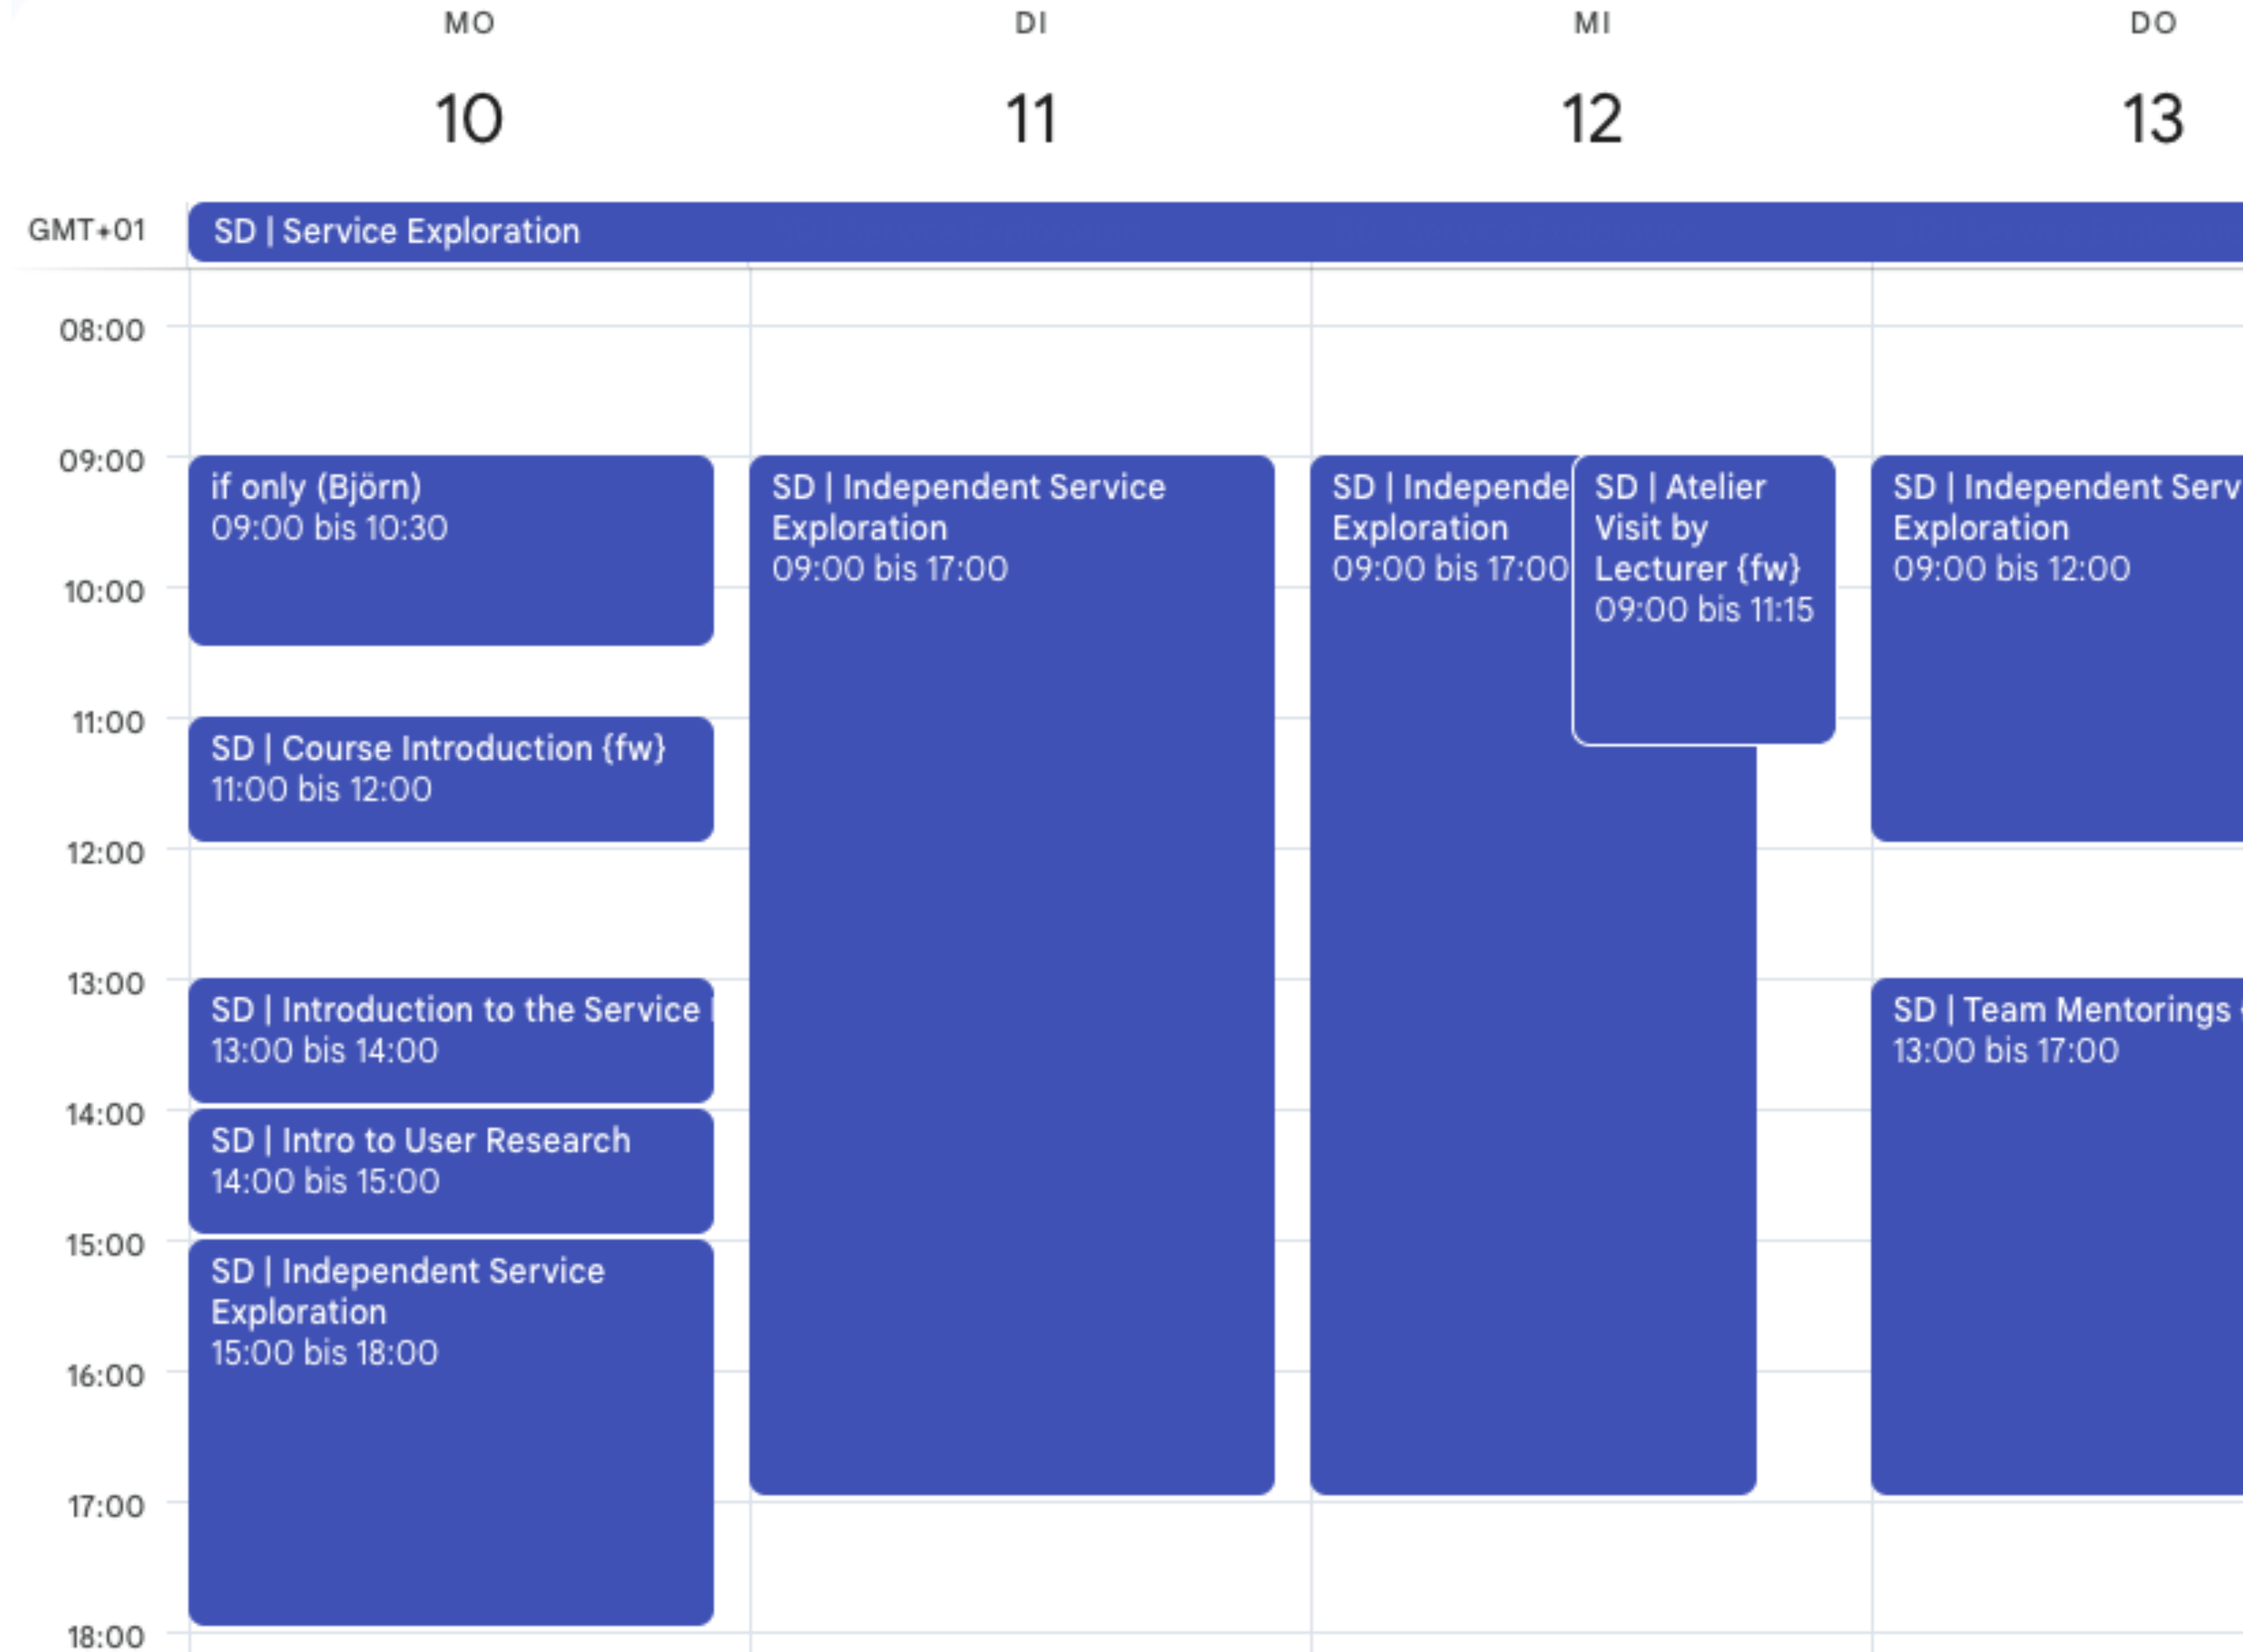 MO
DI
MI
DO
10
11
12
13
GMT+01
SD | Service Exploration
08:00
09:00
10:00
11:00
12:00
13:00
14:00
15:00
16:00
17:00
18:00
if only (Björn)
09:00 bis 10:30
SD | Course Introduction {fw}
11:00 bis 12:00
SD | Introduction to the Service
13:00 bis 14:00
SD | Intro to User Research
14:00 bis 15:00
SD | Independent Service
Exploration
15:00 bis 18:00
SD | Independent Service
Exploration
09:00 bis 17:00
SD | Independe
Exploration
09:00 bis 17:00
SD | Atelier
Visit by
Lecturer {fw}
09:00 bis 11:15
SD | Independent Serv
Exploration
09:00 bis 12:00
SD | Team Mentorings
13:00 bis 17:00